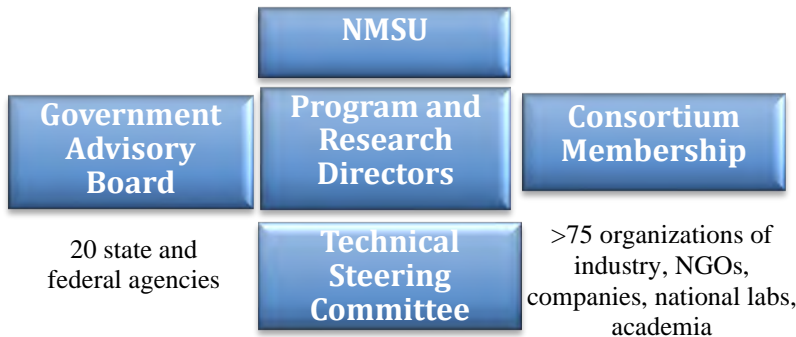 NMSU
Government
Advisory
Board
Program and
Research
Directors
Consortium
Membership
20 state and
federal agencies
Technical
Steering
Committee
>75 organizations of
industry, NGOs,
companies, national labs,
academia